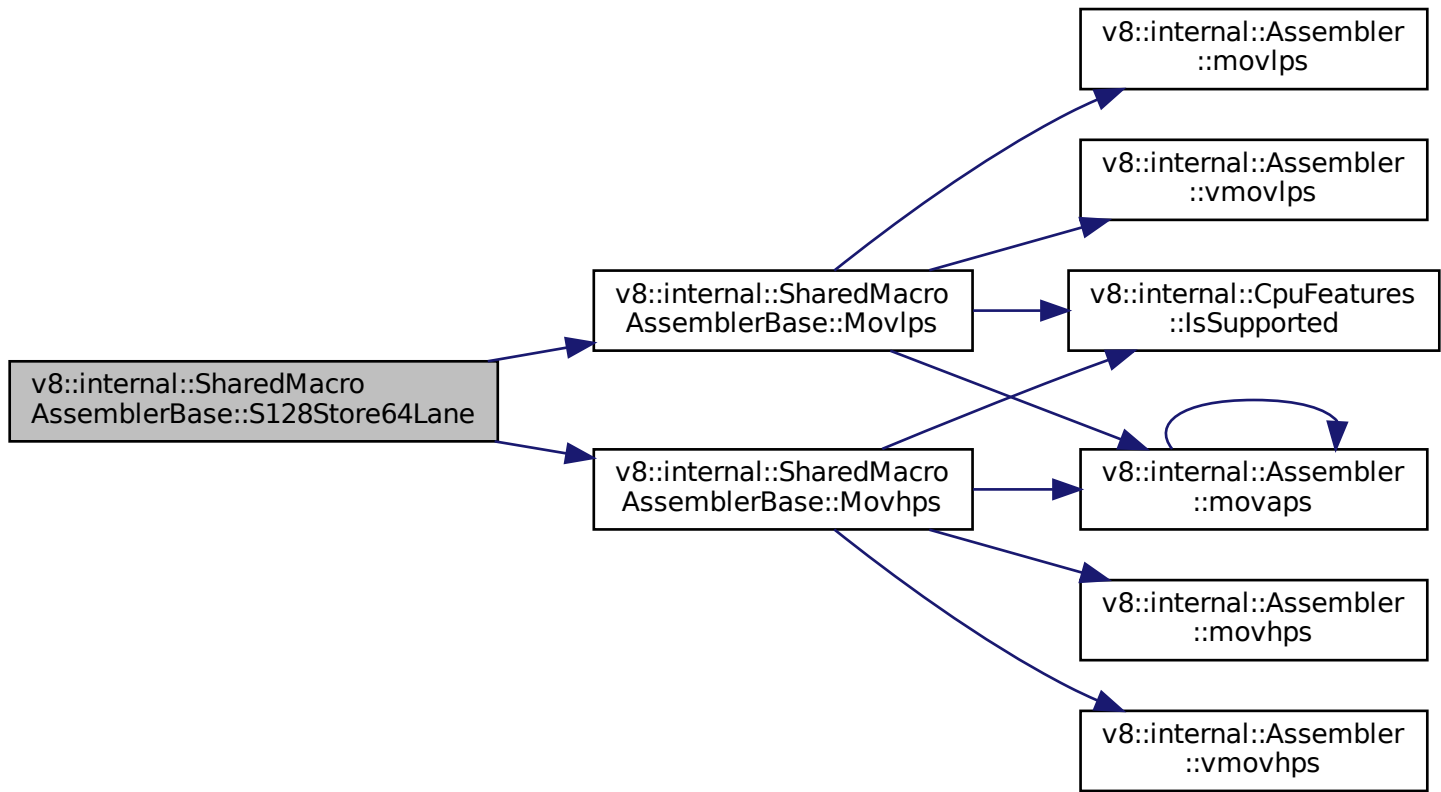 v8::internal::SharedMacro
AssemblerBase::S128Store64Lane
v8::internal::SharedMacro
AssemblerBase::Movlps
v8::internal::SharedMacro
AssemblerBase::Movhps
v8::internal::Assembler
::movlps
v8::internal::Assembler
::vmovlps
v8::internal::CpuFeatures
::IsSupported
v8::internal::Assembler
::movaps
v8::internal::Assembler
::movhps
v8::internal::Assembler
::vmovhps